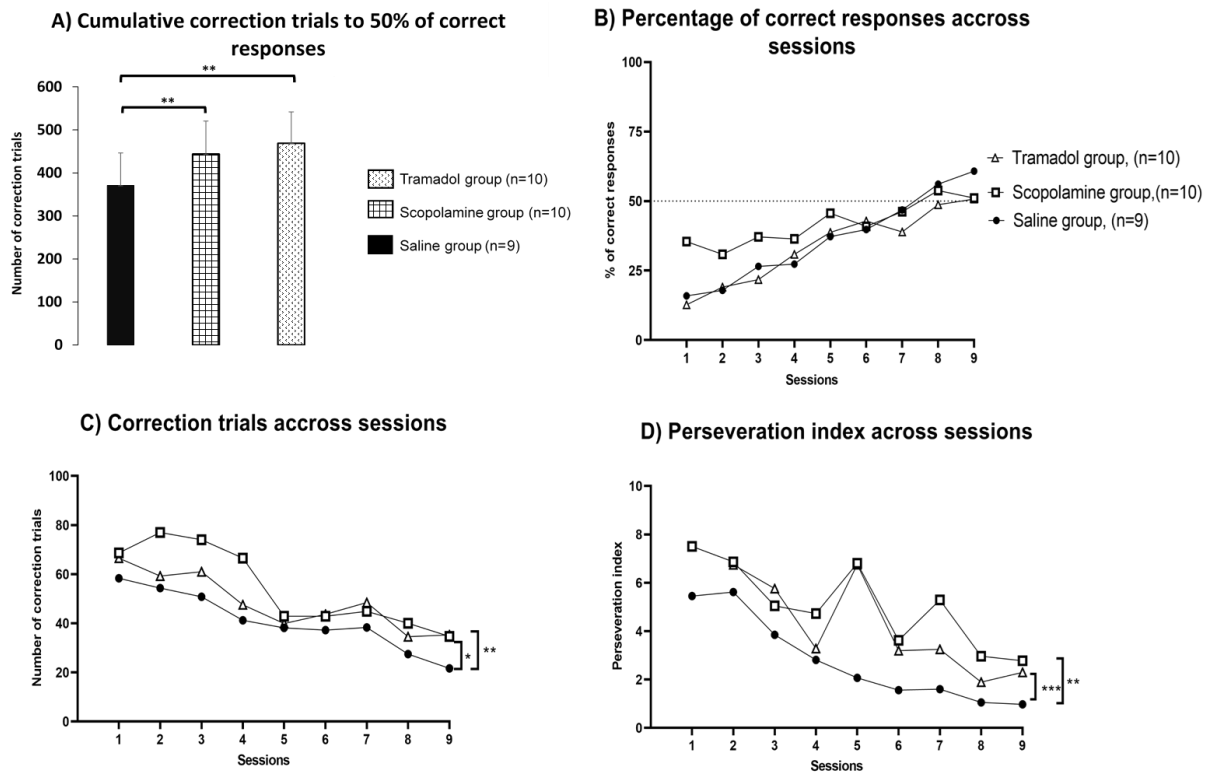 A) Cumulative correction trials to 50% of correct
responses
Number of correction trials
600
500
400
300
200
100
0
**
**
Tramadol group (n=10)
Scopolamine group (n=10)
Saline group (n=9)
B) Percentage of correct responses accross
sessions
% of correct responses
100
75
50
25
0
1 2 3 4 5 6 7 8 9
Sessions
Tramadol group, (n=10)
Scopolamine group,(n=10)
Saline group, (n=9)
C) Correction trials accross sessions
Number of correction trials
100
80
60
40
20
0
1 2 3 4 5 6 7 8 9
Sessions
*
**
D) Perseveration index across sessions
Perseveration index
10
8
6
4
2
0
1 2 3 4 5 6 7 8 9
Sessions
***
**